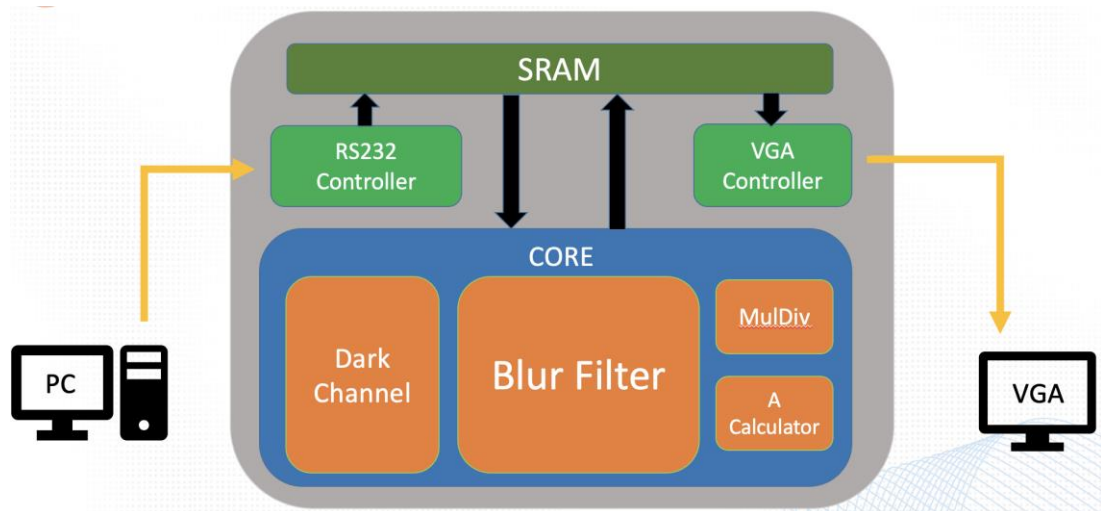 SRAM
RS232
Controller
VGA
Controller
CORE
Dark
Channel
Blur Filter
MulDiv
A
Calculator
PC
VGA